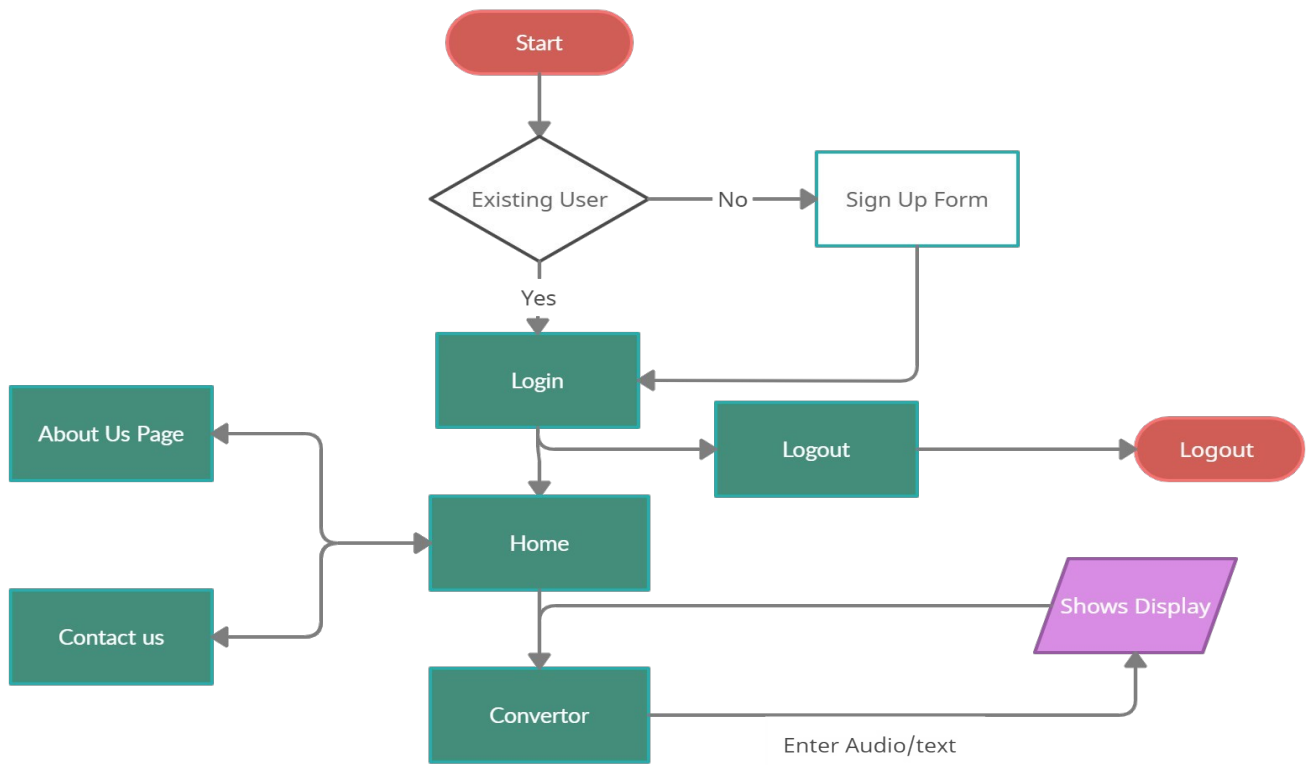 Start
Existing User
No
Sign Up Form
Yes
Login
About Us Page
Logout
Logout
Home
Shows Display
Contact us
Convertor
Enter Audio/text